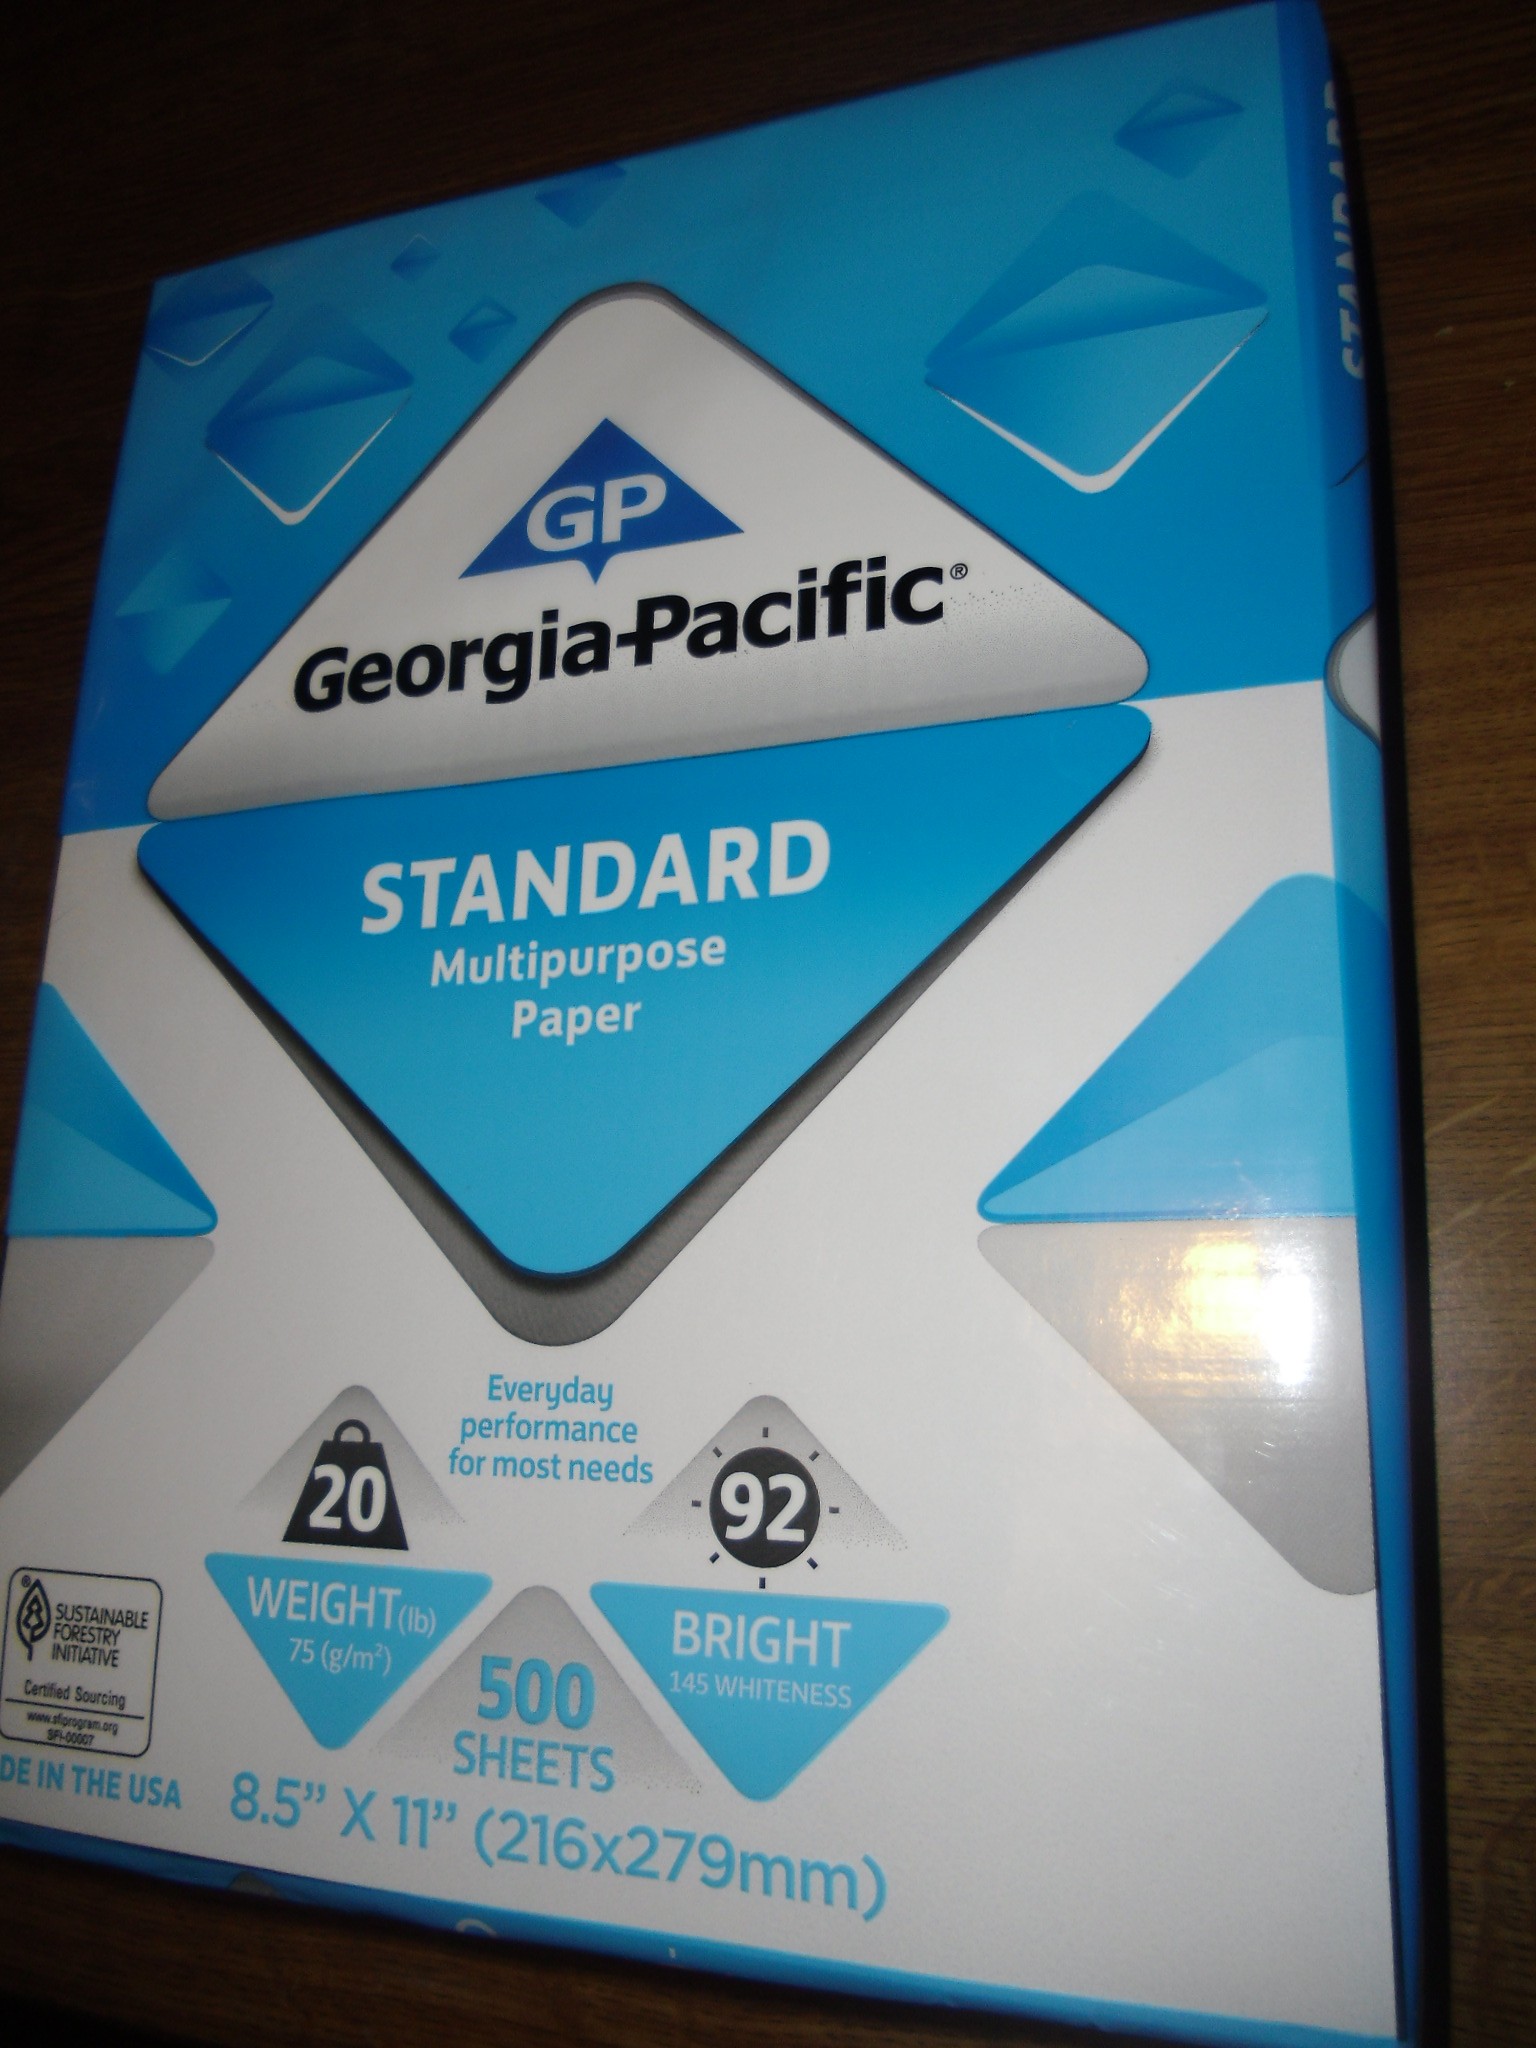 STANDARD
GP
Georgia-Pacific®
STANDARD
Multipurpose
Paper
Everyday
performance
for most needs
20
WEIGHT(lb)
75 (g/m²)
92
BRIGHT
145 WHITENESS
500
SHEETS
®
SUSTAINABLE
FORESTRY
INITIATIVE
Certified Sourcing
www.sfiprogram.org
SFI-00007
DE IN THE USA
8.5” X 11” (216x279mm)